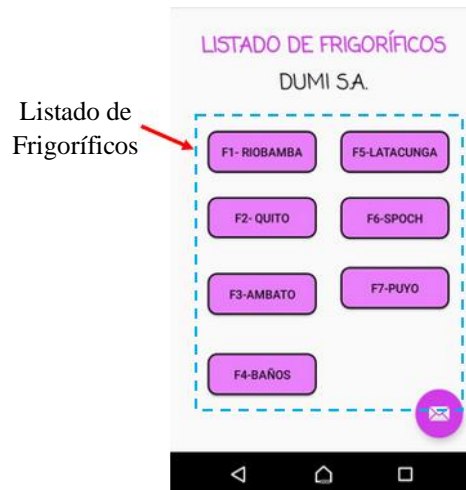 LISTADO DE FRIGORÍFICOS
DUMI S.A.
Listado de
Frigoríficos
F1- RIOBAMBA
F5-LATACUNGA
F2- QUITO
F6-SPOCH
F3-AMBATO
F7-PUYO
F4-BAÑOS